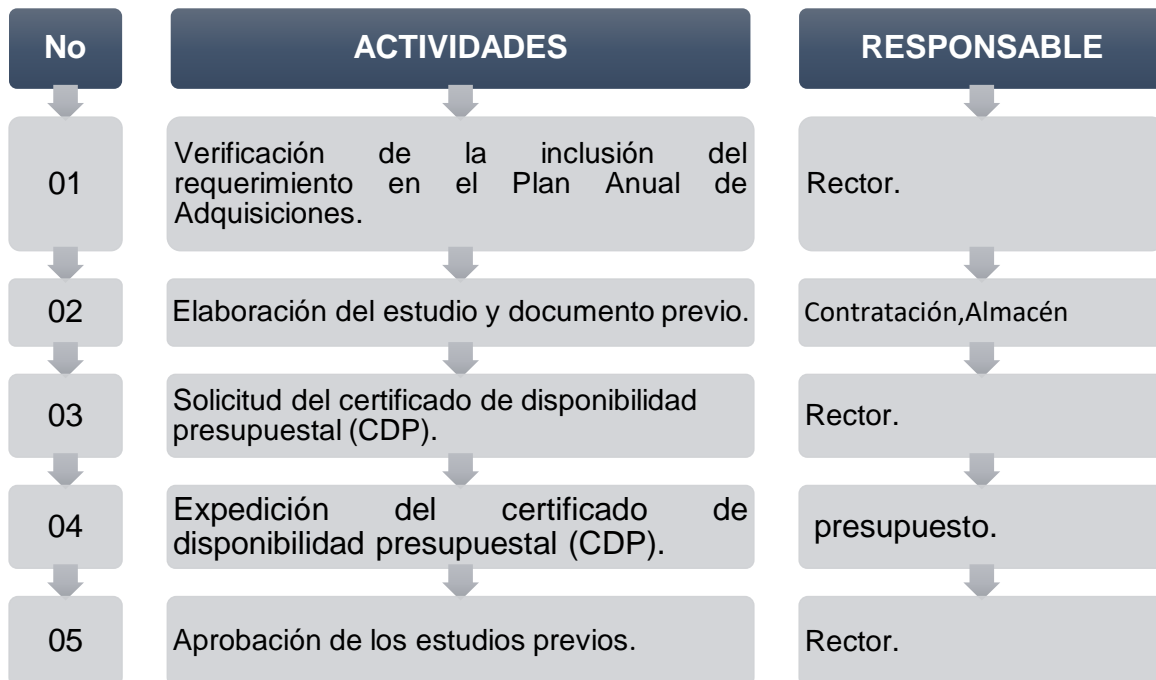 No
ACTIVIDADES
RESPONSABLE
01
Verificación de la inclusión del
requerimiento en el Plan Anual de
Adquisiciones.
Rector.
02
Elaboración del estudio y documento previo.
Contratación,Almacén
03
Solicitud del certificado de disponibilidad
presupuestal (CDP).
Rector.
04
Expedición del certificado de
disponibilidad presupuestal (CDP).
presupuesto.
05
Aprobación de los estudios previos.
Rector.